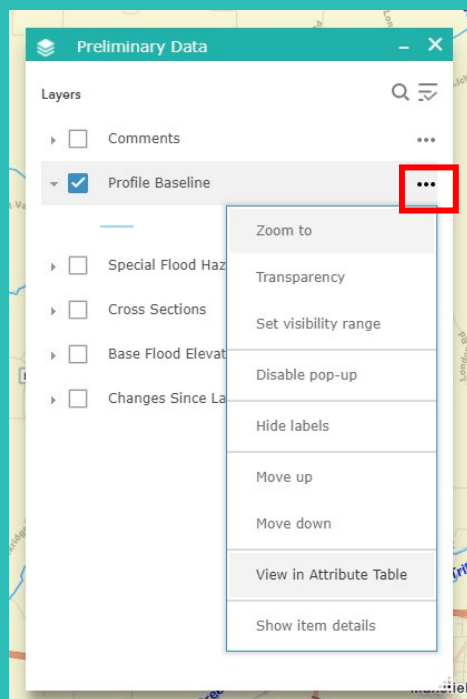 Preliminary Data
Layers
Comments
Profile Baseline
Zoom to
Transparency
Special Flood Haz
Set visibility range
Cross Sections
Base Flood Elevat
Disable pop-up
Changes Since La
Hide labels
Move up
Move down
View in Attribute Table
Show item details